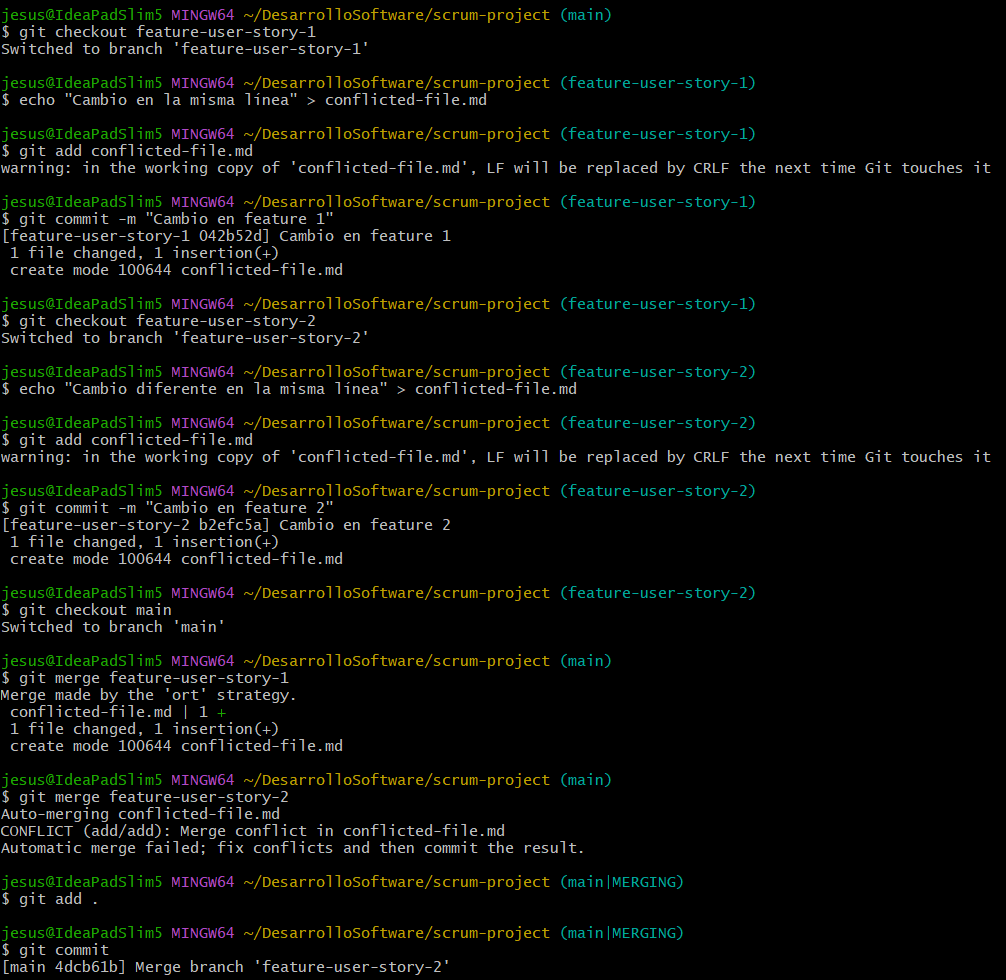 jesus@IdeaPadSlim5 MINGW64 ~/DesarrolloSoftware/scrum-project (main)
$ git checkout feature-user-story-1
Switched to branch 'feature-user-story-1'
jesus@IdeaPadSlim5 MINGW64 ~/DesarrolloSoftware/scrum-project (feature-user-story-1)
$ echo "Cambio en la misma línea" > conflicted-file.md
jesus@IdeaPadSlim5 MINGW64 ~/DesarrolloSoftware/scrum-project (feature-user-story-1)
$ git add conflicted-file.md
warning: in the working copy of 'conflicted-file.md', LF will be replaced by CRLF the next time Git touches it
jesus@IdeaPadSlim5 MINGW64 ~/DesarrolloSoftware/scrum-project (feature-user-story-1)
$ git commit -m "Cambio en feature 1"
[feature-user-story-1 042b52d] Cambio en feature 1
 1 file changed, 1 insertion(+)
 create mode 100644 conflicted-file.md
jesus@IdeaPadSlim5 MINGW64 ~/DesarrolloSoftware/scrum-project (feature-user-story-1)
$ git checkout feature-user-story-2
Switched to branch 'feature-user-story-2'
jesus@IdeaPadSlim5 MINGW64 ~/DesarrolloSoftware/scrum-project (feature-user-story-2)
$ echo "Cambio diferente en la misma línea" > conflicted-file.md
jesus@IdeaPadSlim5 MINGW64 ~/DesarrolloSoftware/scrum-project (feature-user-story-2)
$ git add conflicted-file.md
warning: in the working copy of 'conflicted-file.md', LF will be replaced by CRLF the next time Git touches it
jesus@IdeaPadSlim5 MINGW64 ~/DesarrolloSoftware/scrum-project (feature-user-story-2)
$ git commit -m "Cambio en feature 2"
[feature-user-story-2 b2efc5a] Cambio en feature 2
 1 file changed, 1 insertion(+)
 create mode 100644 conflicted-file.md
jesus@IdeaPadSlim5 MINGW64 ~/DesarrolloSoftware/scrum-project (feature-user-story-2)
$ git checkout main
Switched to branch 'main'
jesus@IdeaPadSlim5 MINGW64 ~/DesarrolloSoftware/scrum-project (main)
$ git merge feature-user-story-1
Merge made by the 'ort' strategy.
 conflicted-file.md | 1 +
 1 file changed, 1 insertion(+)
 create mode 100644 conflicted-file.md
jesus@IdeaPadSlim5 MINGW64 ~/DesarrolloSoftware/scrum-project (main)
$ git merge feature-user-story-2
Auto-merging conflicted-file.md
CONFLICT (add/add): Merge conflict in conflicted-file.md
Automatic merge failed; fix conflicts and then commit the result.
jesus@IdeaPadSlim5 MINGW64 ~/DesarrolloSoftware/scrum-project (main|MERGING)
$ git add .
jesus@IdeaPadSlim5 MINGW64 ~/DesarrolloSoftware/scrum-project (main|MERGING)
$ git commit
[main 4dcb61b] Merge branch 'feature-user-story-2'